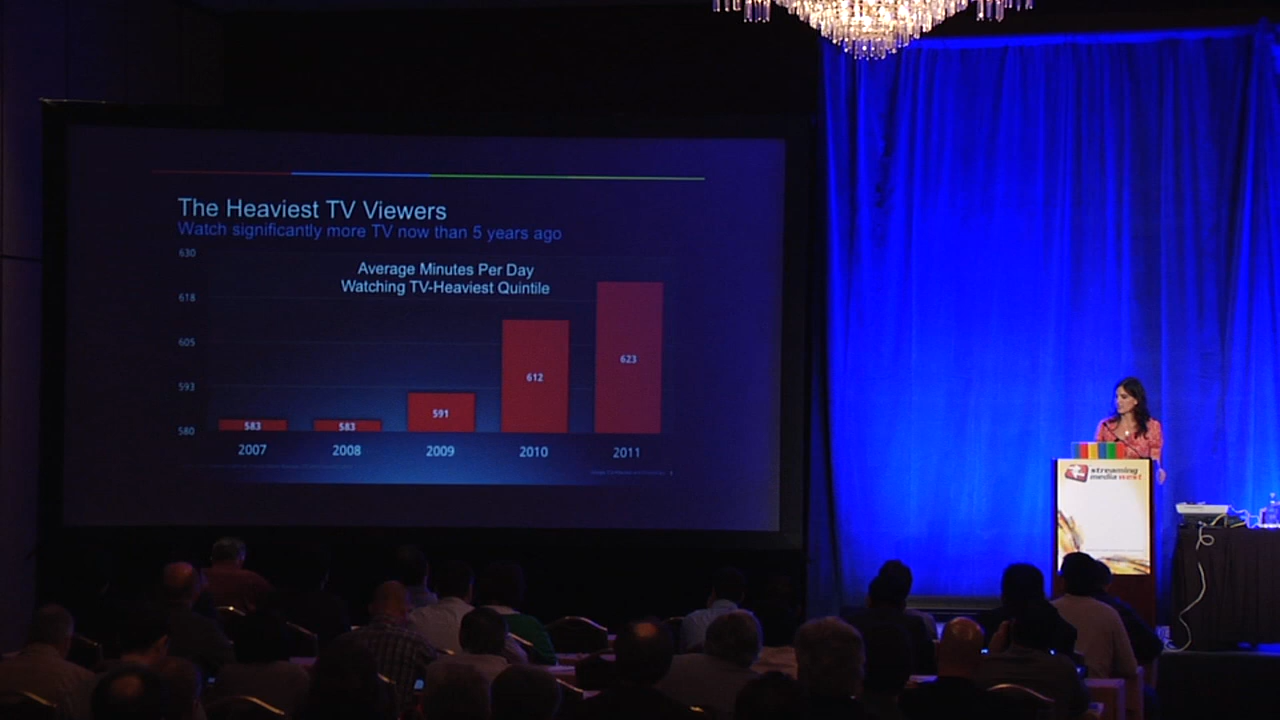 The Heaviest TV Viewers
Watch significantly more TV now than 5 years ago
Average Minutes Per Day
Watching TV-Heaviest Quintile
630
618
605
593
580
583
583
591
612
623
2007
2008
2009
2010
2011
streaming
media west